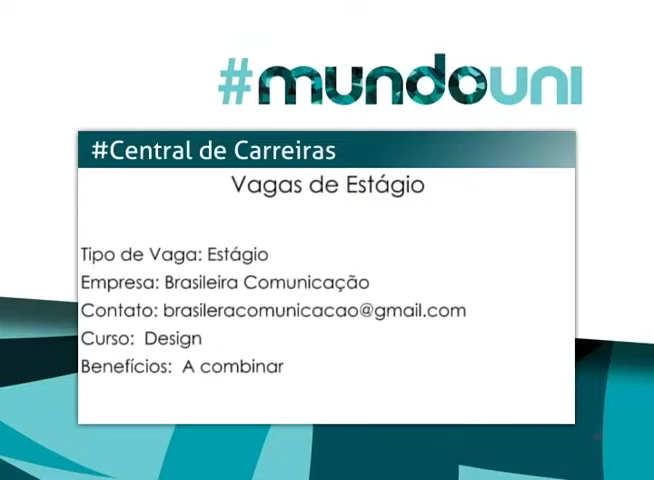 #mundouni
#Central de Carreiras
Vagas de Estágio
Tipo de Vaga: Estágio
Empresa: Brasileira Comunicação
Contato: brasileracomunicacao@gmail.com
Curso: Design
Benefícios: A combinar